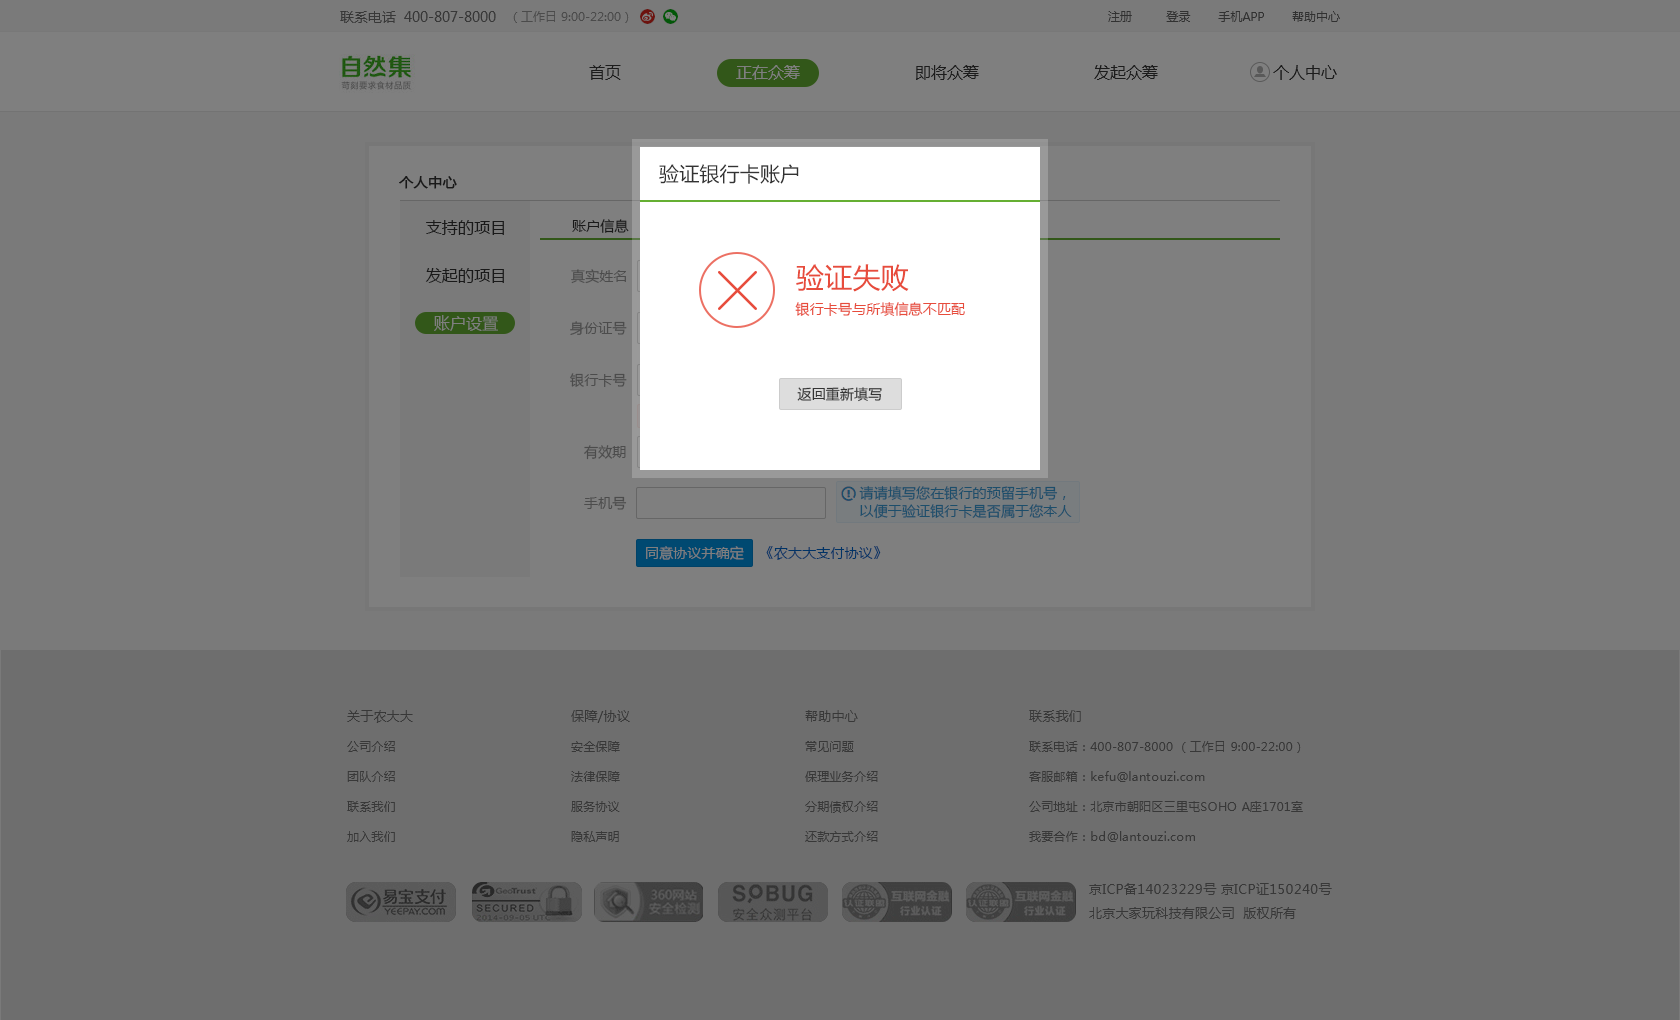 联系电话 400-807-8000 （ 工作日 9:00-22:00 ）
注册 登录 手机APP 帮助中心
自然集
苛刻要求食材品质
首页 正在众筹 即将众筹 发起众筹 个人中心
个人中心
支持的项目
发起的项目
账户设置
账户信息
真实姓名
身份证号
银行卡号
有效期
手机号
验证银行卡账户
验证失败
银行卡号与所填信息不匹配
返回重新填写
请请填写您在银行的预留手机号，
以便于验证银行卡是否属于您本人
同意协议并确定 《农大大支付协议》
关于农大大
公司介绍
团队介绍
联系我们
加入我们
保障/协议
安全保障
法律保障
服务协议
隐私声明
帮助中心
常见问题
保理业务介绍
分期债权介绍
还款方式介绍
联系我们
联系电话：400-807-8000 （ 工作日 9:00-22:00 ）
客服邮箱：kefu@lantouzi.com
公司地址：北京市朝阳区三里屯SOHO A座1701室
我要合作：bd@lantouzi.com
易宝支付
YEEPAY.COM
GeoTrust
SECURED
360网站
安全检测
SOBUG
安全众测平台
认证联盟
互联网金融
行业认证
认证联盟
互联网金融
行业认证
京ICP备14023229号 京ICP证150240号
北京大家玩科技有限公司 版权所有